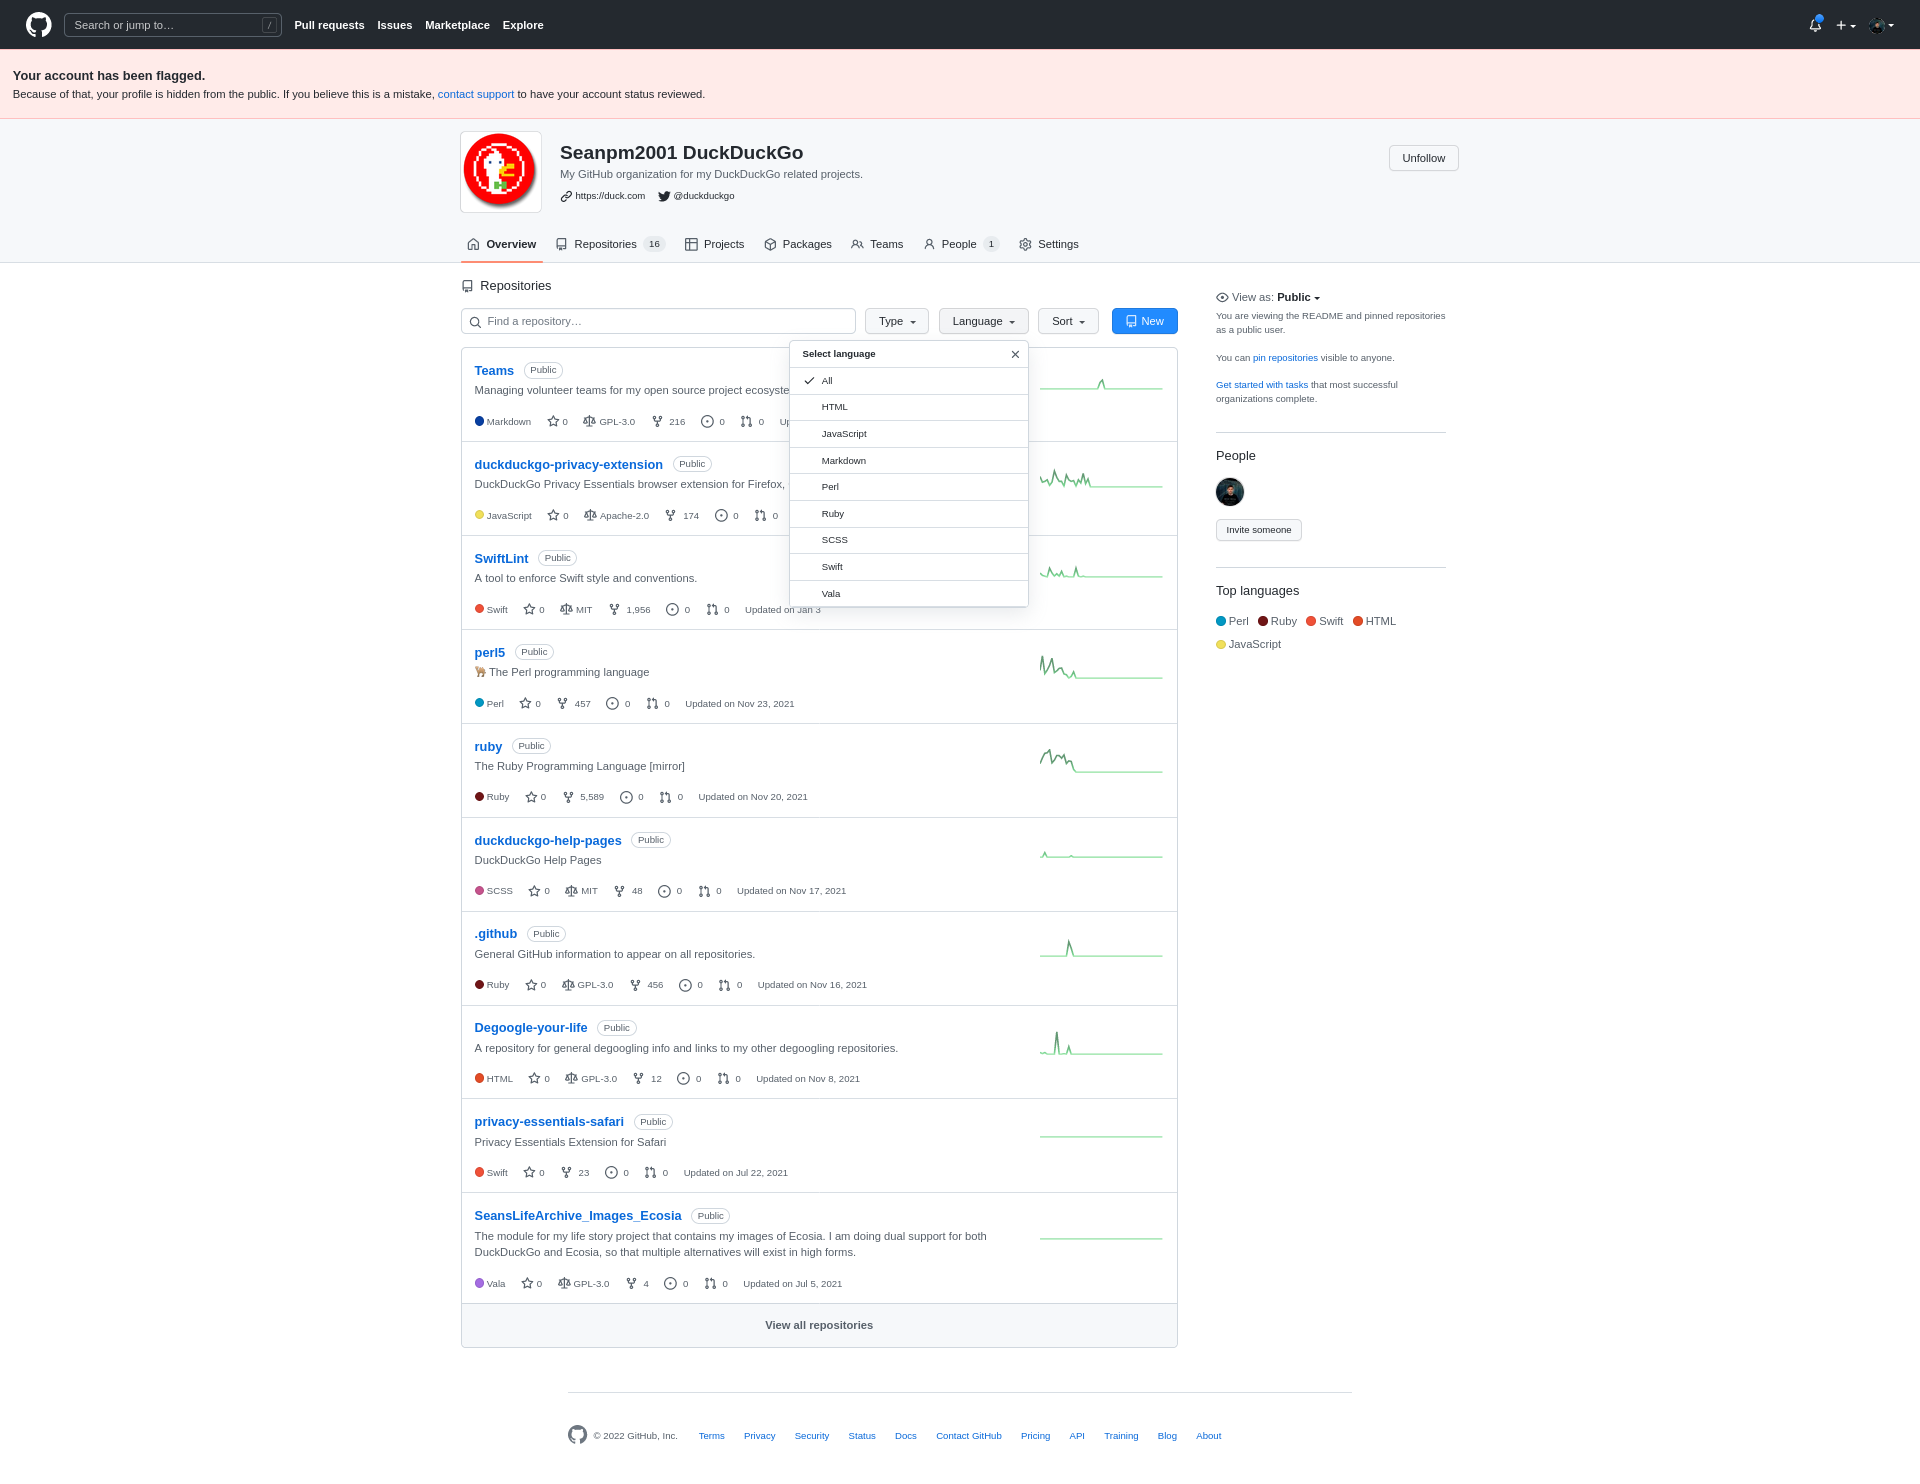 Search or jump to…
/
Pull requests
Issues
Marketplace
Explore
Your account has been flagged.
Because of that, your profile is hidden from the public. If you believe this is a mistake, contact support to have your account status reviewed.
Seanpm2001 DuckDuckGo
Unfollow
My GitHub organization for my DuckDuckGo related projects.
https://duck.com
@duckduckgo
Overview
Repositories 16
Projects
Packages
Teams
People 1
Settings
Repositories
Find a repository…
Type
Language
Sort
New
Select language
All
HTML
JavaScript
Markdown
Perl
Ruby
SCSS
Swift
Vala
Teams Public
Managing volunteer teams for my open source project ecosyste
Markdown 0 GPL-3.0 216 0 0 Up
duckduckgo-privacy-extension Public
DuckDuckGo Privacy Essentials browser extension for Firefox,
JavaScript 0 Apache-2.0 174 0 0
SwiftLint Public
A tool to enforce Swift style and conventions.
Swift 0 MIT 1,956 0 0 Updated on Jan 3
perl5 Public
🐫 The Perl programming language
Perl 0 457 0 0 Updated on Nov 23, 2021
ruby Public
The Ruby Programming Language [mirror]
Ruby 0 5,589 0 0 Updated on Nov 20, 2021
duckduckgo-help-pages Public
DuckDuckGo Help Pages
SCSS 0 MIT 48 0 0 Updated on Nov 17, 2021
.github Public
General GitHub information to appear on all repositories.
Ruby 0 GPL-3.0 456 0 0 Updated on Nov 16, 2021
Degoogle-your-life Public
A repository for general degoogling info and links to my other degoogling repositories.
HTML 0 GPL-3.0 12 0 0 Updated on Nov 8, 2021
privacy-essentials-safari Public
Privacy Essentials Extension for Safari
Swift 0 23 0 0 Updated on Jul 22, 2021
SeansLifeArchive_Images_Ecosia Public
The module for my life story project that contains my images of Ecosia. I am doing dual support for both
DuckDuckGo and Ecosia, so that multiple alternatives will exist in high forms.
Vala 0 GPL-3.0 4 0 0 Updated on Jul 5, 2021
View all repositories
View as: Public
You are viewing the README and pinned repositories
as a public user.
You can pin repositories visible to anyone.
Get started with tasks that most successful
organizations complete.
People
Invite someone
Top languages
Perl Ruby Swift HTML
JavaScript
© 2022 GitHub, Inc.
Terms
Privacy
Security
Status
Docs
Contact GitHub
Pricing
API
Training
Blog
About